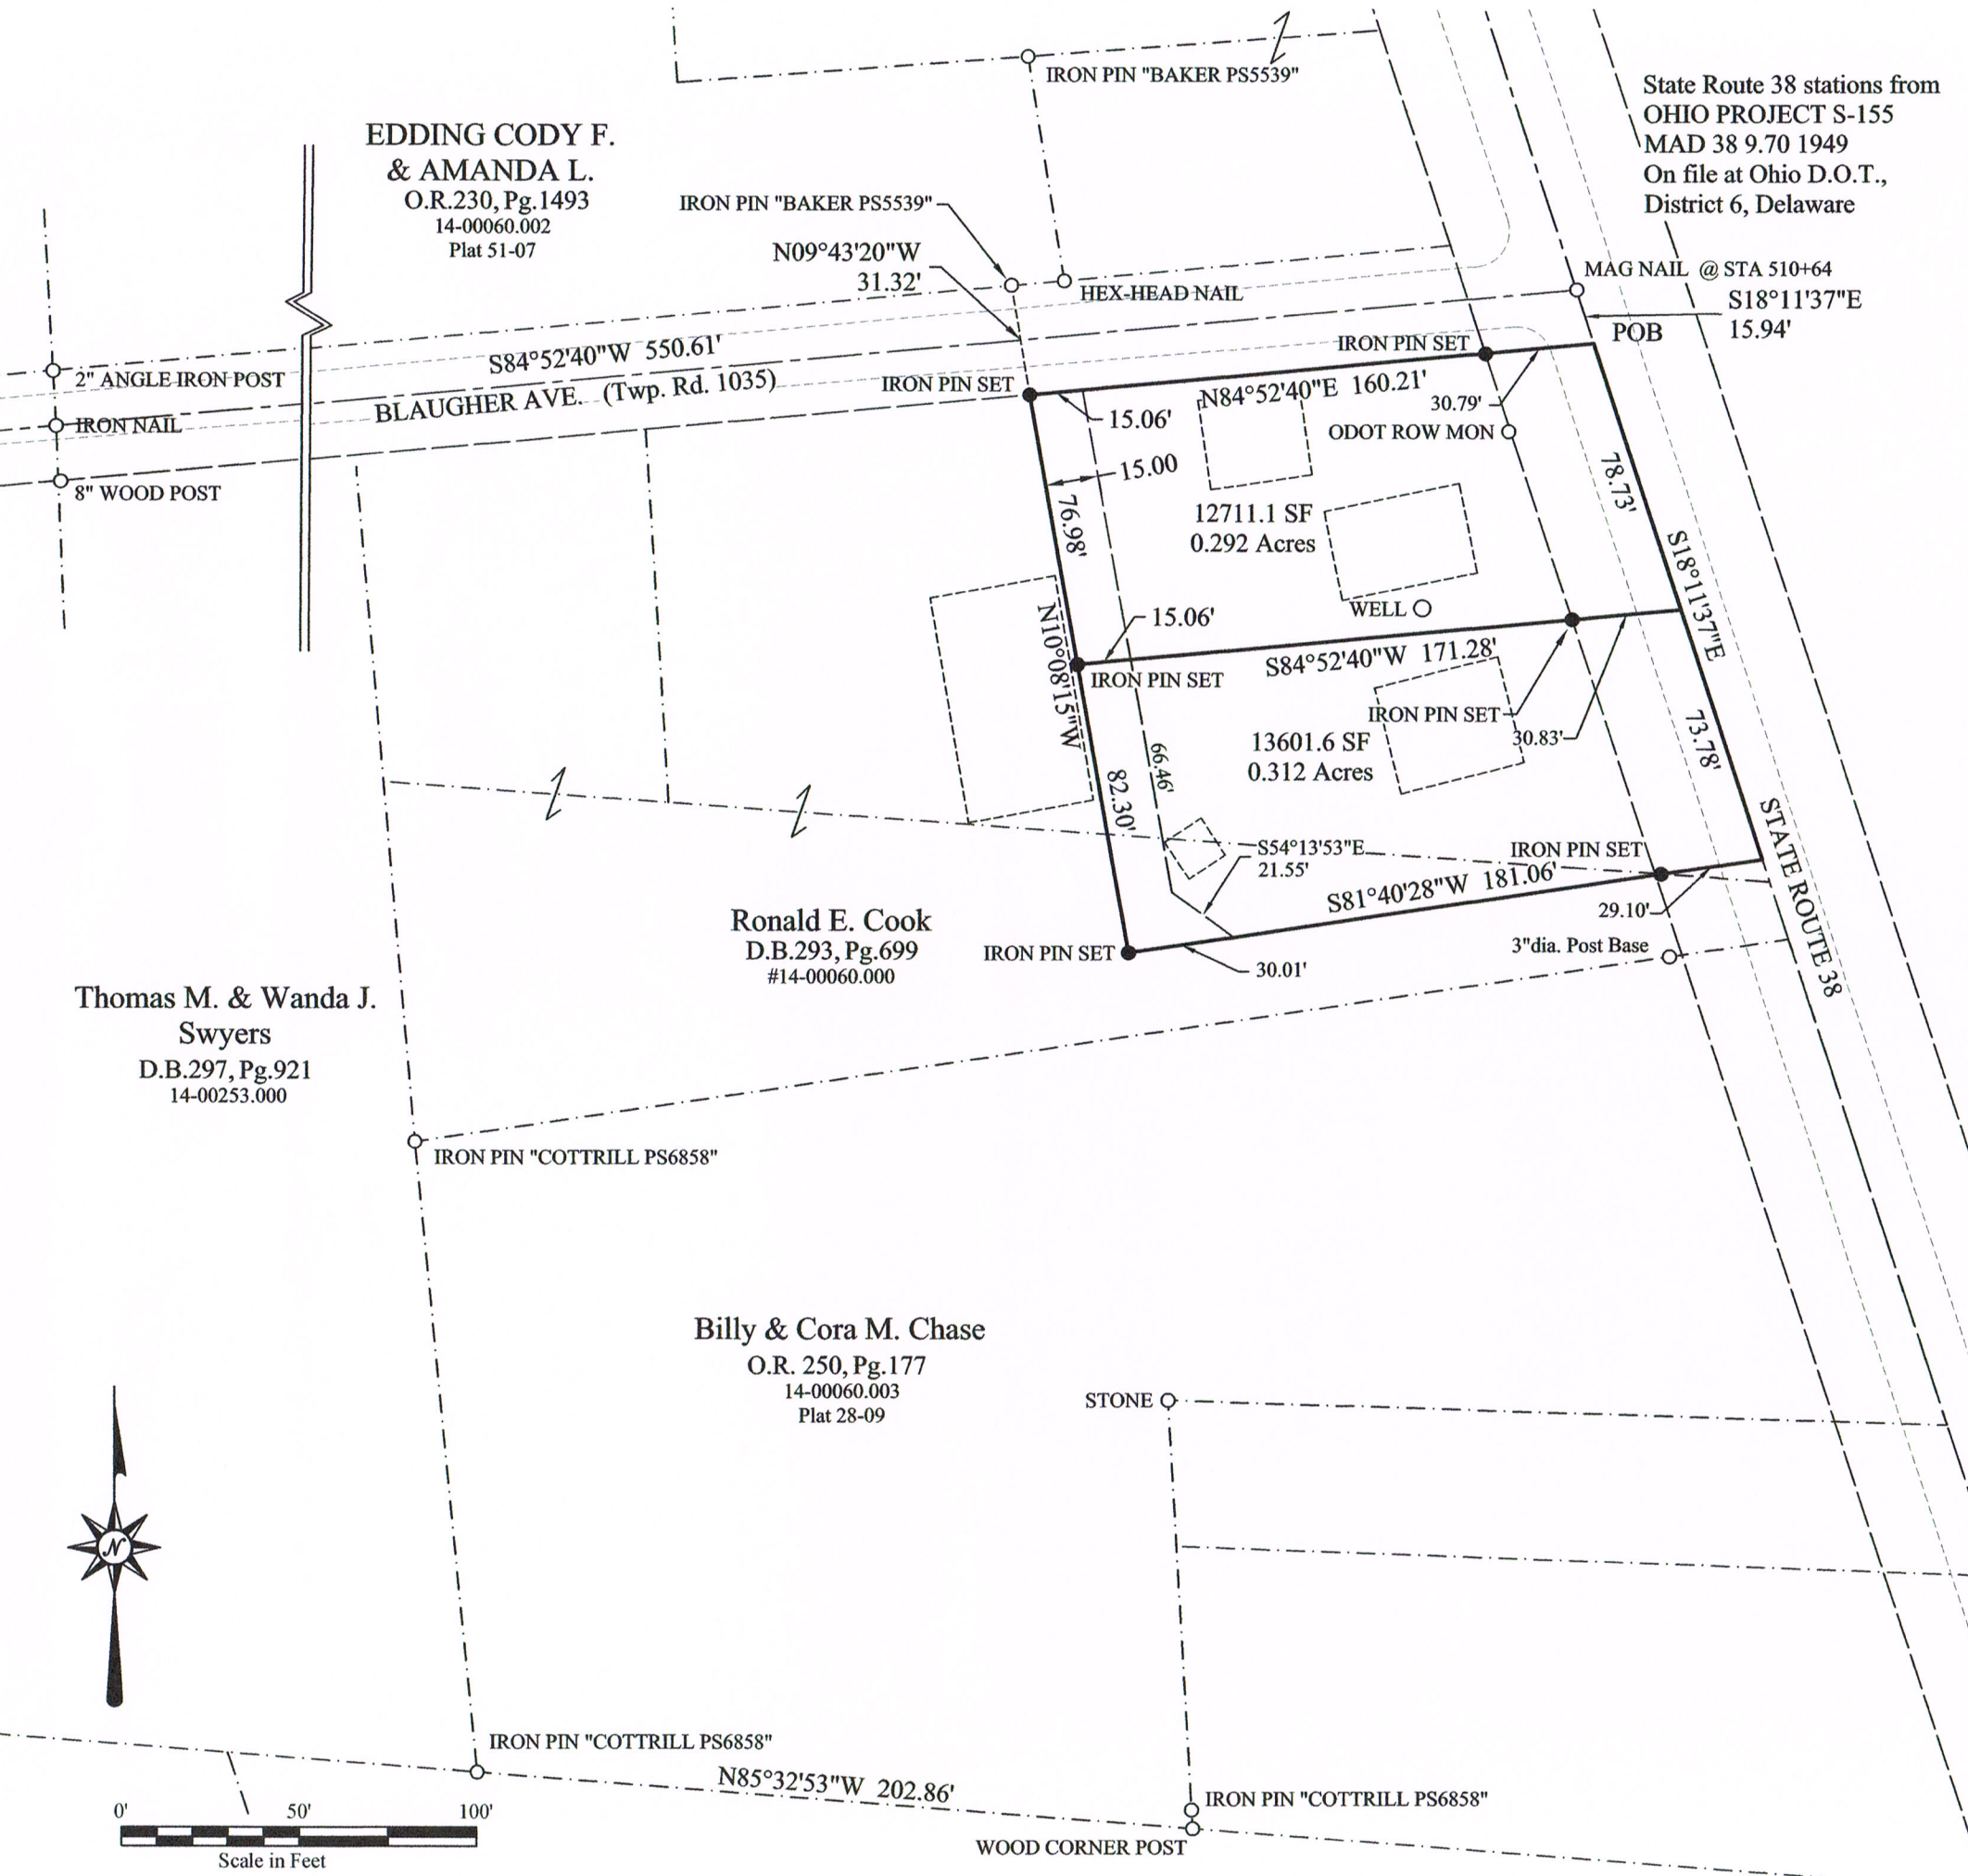 IRON PIN "BAKER PS5539"
State Route 38 stations from
OHIO PROJECT S-155
MAD 38 9.70 1949
On file at Ohio D.O.T.,
District 6, Delaware
EDDING CODY F.
& AMANDA L.
O.R.230, Pg.1493
14-00060.002
Plat 51-07
IRON PIN "BAKER PS5539"
N09°43'20"W
31.32'
HEX-HEAD NAIL
MAG NAIL @ STA 510+64
S18°11'37"E
15.94'
POB
S84°52'40"W 550.61'
BLAUGHER AVE. (Twp. Rd. 1035)
2" ANGLE IRON POST
IRON NAIL
8" WOOD POST
IRON PIN SET
IRON PIN SET
N84°52'40"E 160.21'
30.79'
15.06'
ODOT ROW MON
15.00
76.98'
78.73'
12711.1 SF
0.292 Acres
S18°11'37"E
WELL
15.06'
N10°08'15"W
S84°52'40"W 171.28'
IRON PIN SET
IRON PIN SET
30.83'
13601.6 SF
0.312 Acres
66.46'
73.78'
82.30'
S54°13'53"E
21.55'
IRON PIN SET
STATE ROUTE 38
S81°40'28"W 181.06'
29.10'
Ronald E. Cook
D.B.293, Pg.699
#14-00060.000
IRON PIN SET
30.01'
3"dia. Post Base
Thomas M. & Wanda J.
Swyers
D.B.297, Pg.921
14-00253.000
IRON PIN "COTTRILL PS6858"
Billy & Cora M. Chase
O.R. 250, Pg.177
14-00060.003
Plat 28-09
STONE
N
IRON PIN "COTTRILL PS6858"
N85°32'53"W 202.86'
IRON PIN "COTTRILL PS6858"
WOOD CORNER POST
0' 50' 100'
Scale in Feet